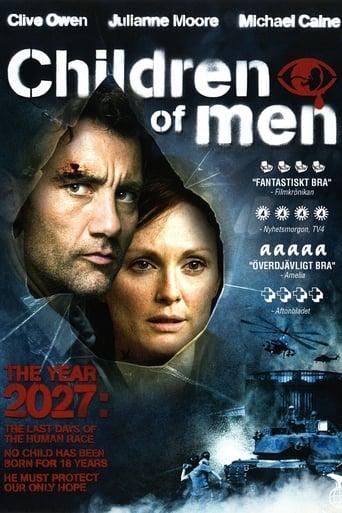 Clive Owen Julianne Moore Michael Caine
Children
of men
"FANTASTISKT BRA"
- Filmkrönikan
- Nyhetsmorgon, TV4
aaaaa
"ÖVERDJÄVLIGT BRA"
- Amelia
- Aftonbladet
THE YEAR
2027:
THE LAST DAYS OF
THE HUMAN RACE
NO CHILD HAS BEEN
BORN FOR 18 YEARS
HE MUST PROTECT
OUR ONLY HOPE